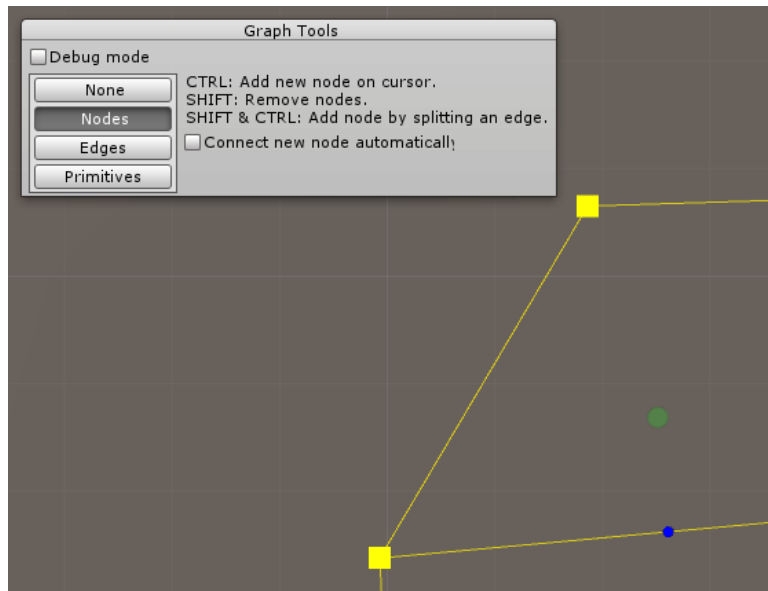 Graph Tools
Debug mode
None
Nodes
Edges
Primitives
CTRL: Add new node on cursor.
SHIFT: Remove nodes.
SHIFT & CTRL: Add node by splitting an edge.
Connect new node automatically